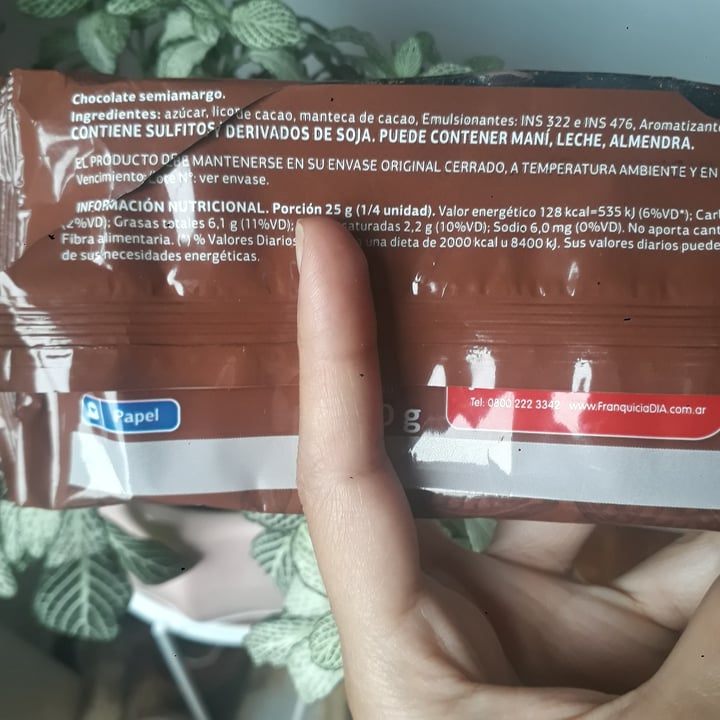 Chocolate semiamargo.
Ingredientes: azúcar, licor de cacao, manteca de cacao, Emulsionantes: INS 322 e INS 476, Aromatizante
CONTIENE SULFITOS, DERIVADOS DE SOJA. PUEDE CONTENER MANÍ, LECHE, ALMENDRA.
EL PRODUCTO DEBE MANTENERSE EN SU ENVASE ORIGINAL CERRADO, A TEMPERATURA AMBIENTE Y EN
Vencimiento: Lote N°: ver envase.
INFORMACIÓN NUTRICIONAL. Porción 25 g (1/4 unidad). Valor energético 128 kcal=535 kJ (6%VD*); Carb
2%VD); Grasas totales 6,1 g (11%VD); saturadas 2,2 g (10%VD); Sodio 6,0 mg (0%VD). No aporta cant
Fibra alimentaria. (*) % Valores Diarios una dieta de 2000 kcal u 8400 kJ. Sus valores diarios puede
de sus necesidades energéticas.
Papel
0 g
Tel: 0800 222 3342 www.FranquiciaDIA.com.ar